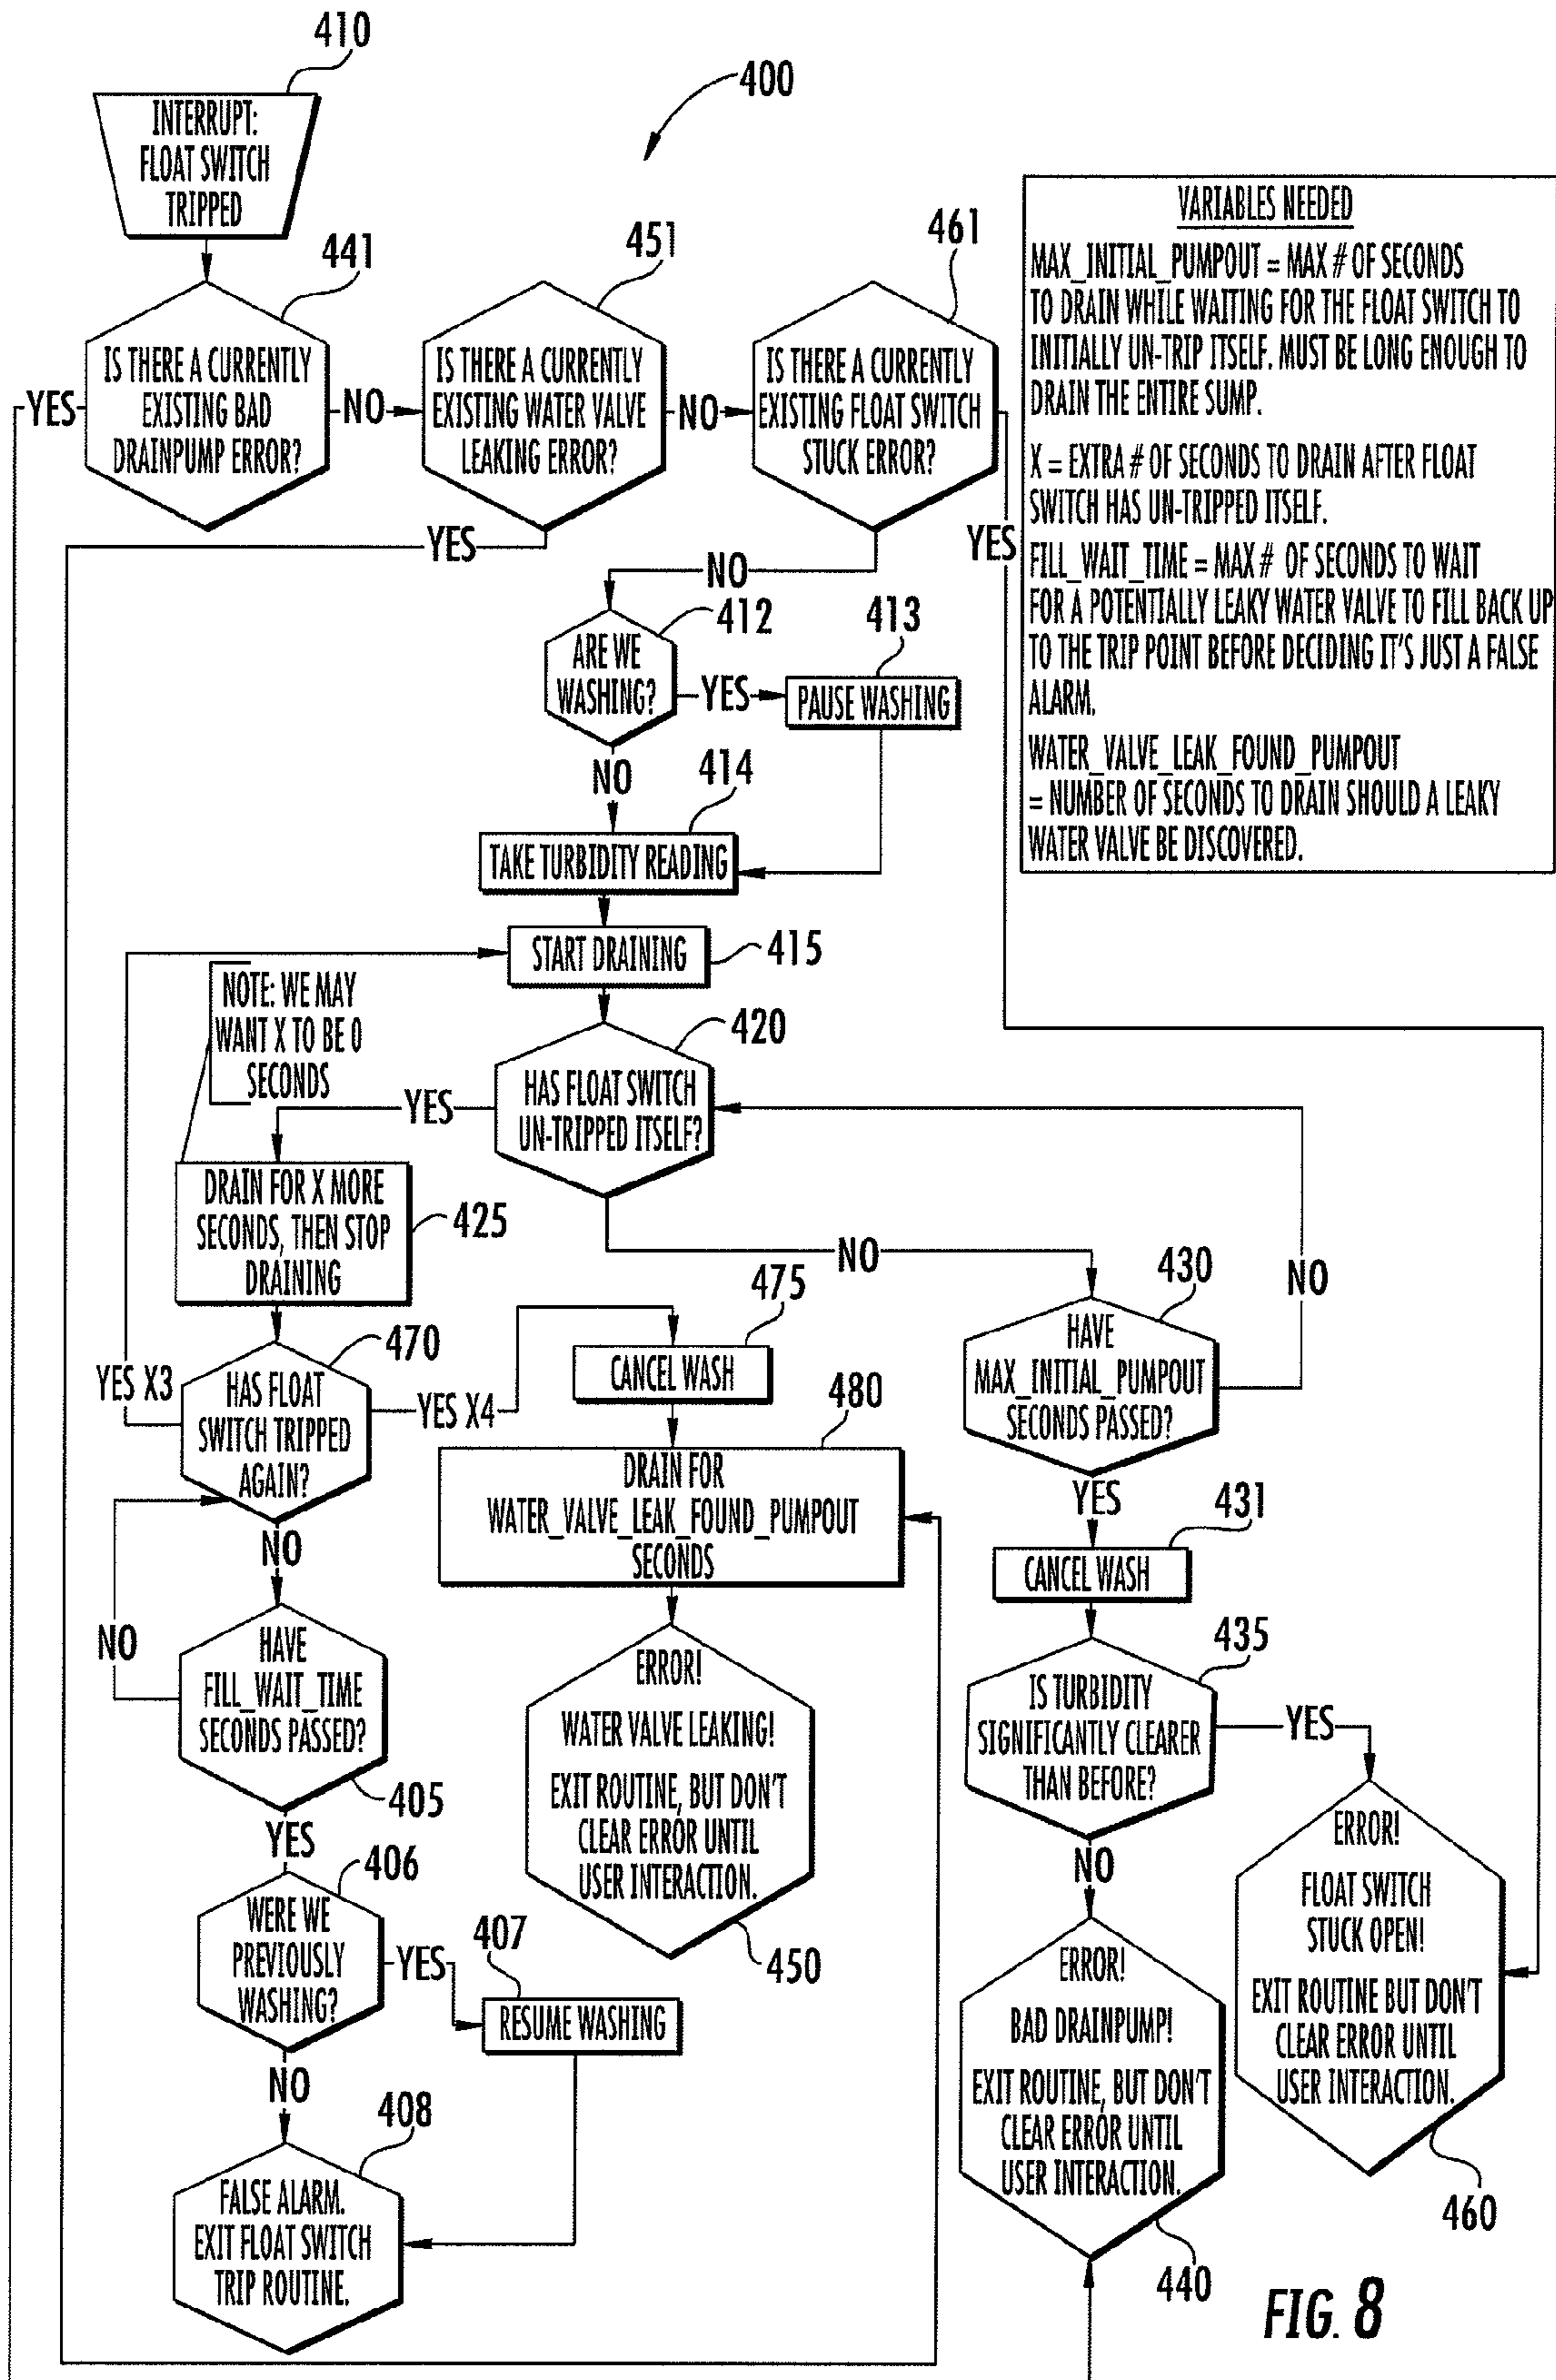 410
400
INTERRUPT:
FLOAT SWITCH
TRIPPED
441
451
461
IS THERE A CURRENTLY
EXISTING BAD
DRAINPUMP ERROR?
YES
NO
IS THERE A CURRENTLY
EXISTING WATER VALVE
LEAKING ERROR?
YES
NO
IS THERE A CURRENTLY
EXISTING FLOAT SWITCH
STUCK ERROR?
YES
NO
VARIABLES NEEDED
MAX_INITIAL_PUMPOUT = MAX # OF SECONDS
TO DRAIN WHILE WAITING FOR THE FLOAT SWITCH TO
INITIALLY UN-TRIP ITSELF. MUST BE LONG ENOUGH TO
DRAIN THE ENTIRE SUMP.
X = EXTRA # OF SECONDS TO DRAIN AFTER FLOAT
SWITCH HAS UN-TRIPPED ITSELF.
FILL_WAIT_TIME = MAX # OF SECONDS TO WAIT
FOR A POTENTIALLY LEAKY WATER VALVE TO FILL BACK UP
TO THE TRIP POINT BEFORE DECIDING IT'S JUST A FALSE
ALARM.
WATER_VALVE_LEAK_FOUND_PUMPOUT
= NUMBER OF SECONDS TO DRAIN SHOULD A LEAKY
WATER VALVE BE DISCOVERED.
412
ARE WE
WASHING?
YES
413
PAUSE WASHING
NO
414
TAKE TURBIDITY READING
START DRAINING
415
NOTE: WE MAY
WANT X TO BE 0
SECONDS
420
HAS FLOAT SWITCH
UN-TRIPPED ITSELF?
YES
NO
DRAIN FOR X MORE
SECONDS, THEN STOP
DRAINING
425
430
HAVE
MAX_INITIAL_PUMPOUT
SECONDS PASSED?
NO
YES
470
HAS FLOAT
SWITCH TRIPPED
AGAIN?
YES X3
YES X4
NO
475
CANCEL WASH
480
DRAIN FOR
WATER_VALVE_LEAK_FOUND_PUMPOUT
SECONDS
431
CANCEL WASH
HAVE
FILL_WAIT_TIME
SECONDS PASSED?
NO
405
YES
ERROR!
WATER VALVE LEAKING!
EXIT ROUTINE, BUT DON'T
CLEAR ERROR UNTIL
USER INTERACTION.
450
435
IS TURBIDITY
SIGNIFICANTLY CLEARER
THAN BEFORE?
YES
NO
406
WERE WE
PREVIOUSLY
WASHING?
YES
NO
407
RESUME WASHING
ERROR!
FLOAT SWITCH
STUCK OPEN!
EXIT ROUTINE BUT DON'T
CLEAR ERROR UNTIL
USER INTERACTION.
460
ERROR!
BAD DRAINPUMP!
EXIT ROUTINE, BUT DON'T
CLEAR ERROR UNTIL
USER INTERACTION.
440
408
FALSE ALARM.
EXIT FLOAT SWITCH
TRIP ROUTINE.
FIG. 8